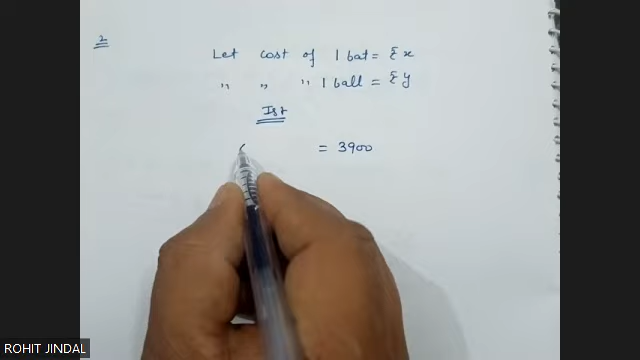 2
Let cost of 1 bat = ₹ x
" " " 1 ball = ₹ y
Ist
= 3900
ROHIT JINDAL